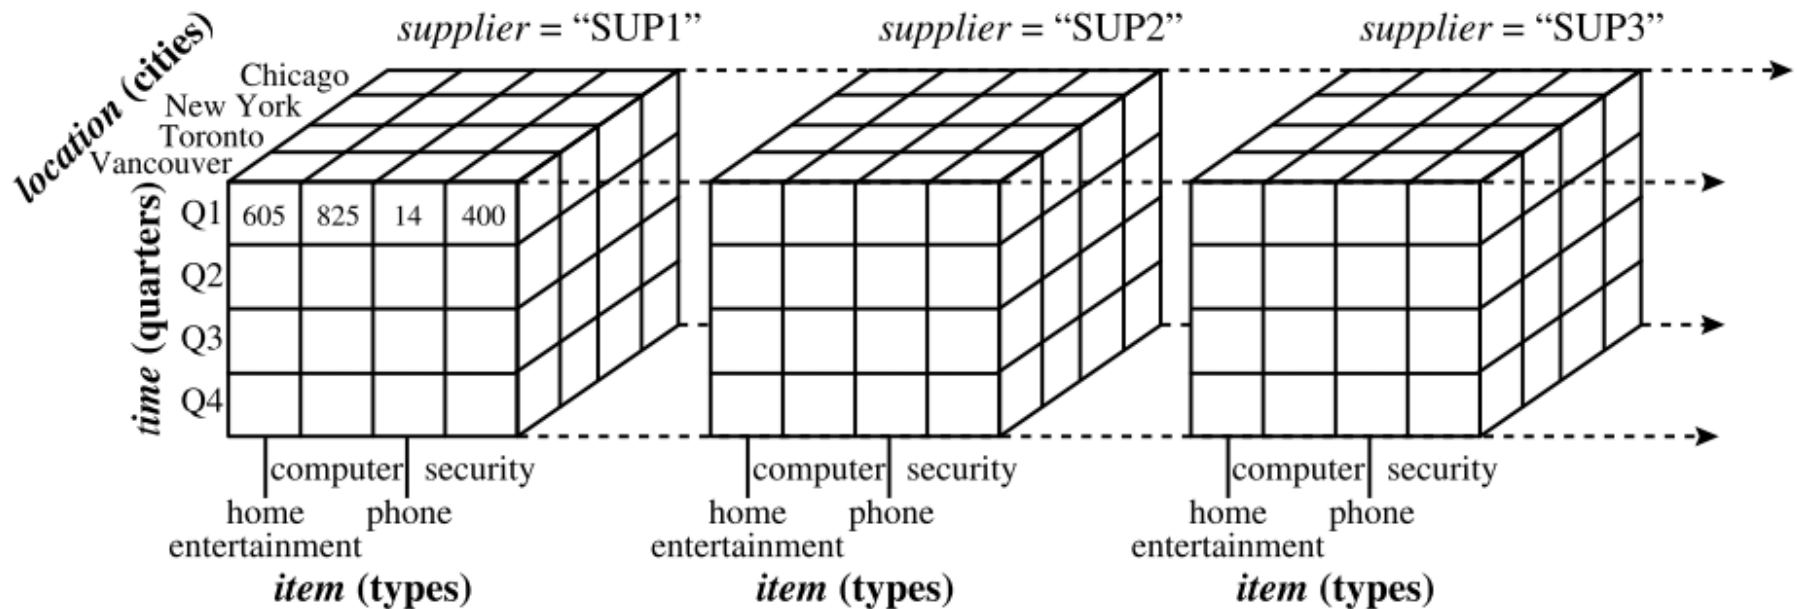 supplier = “SUP1”
supplier = “SUP2”
supplier = “SUP3”
location (cities)
Chicago
New York
Toronto
Vancouver
time (quarters)
Q1 605 825 14 400
Q2
Q3
Q4
computer security
home phone
entertainment
item (types)
computer security
home phone
entertainment
item (types)
computer security
home phone
entertainment
item (types)